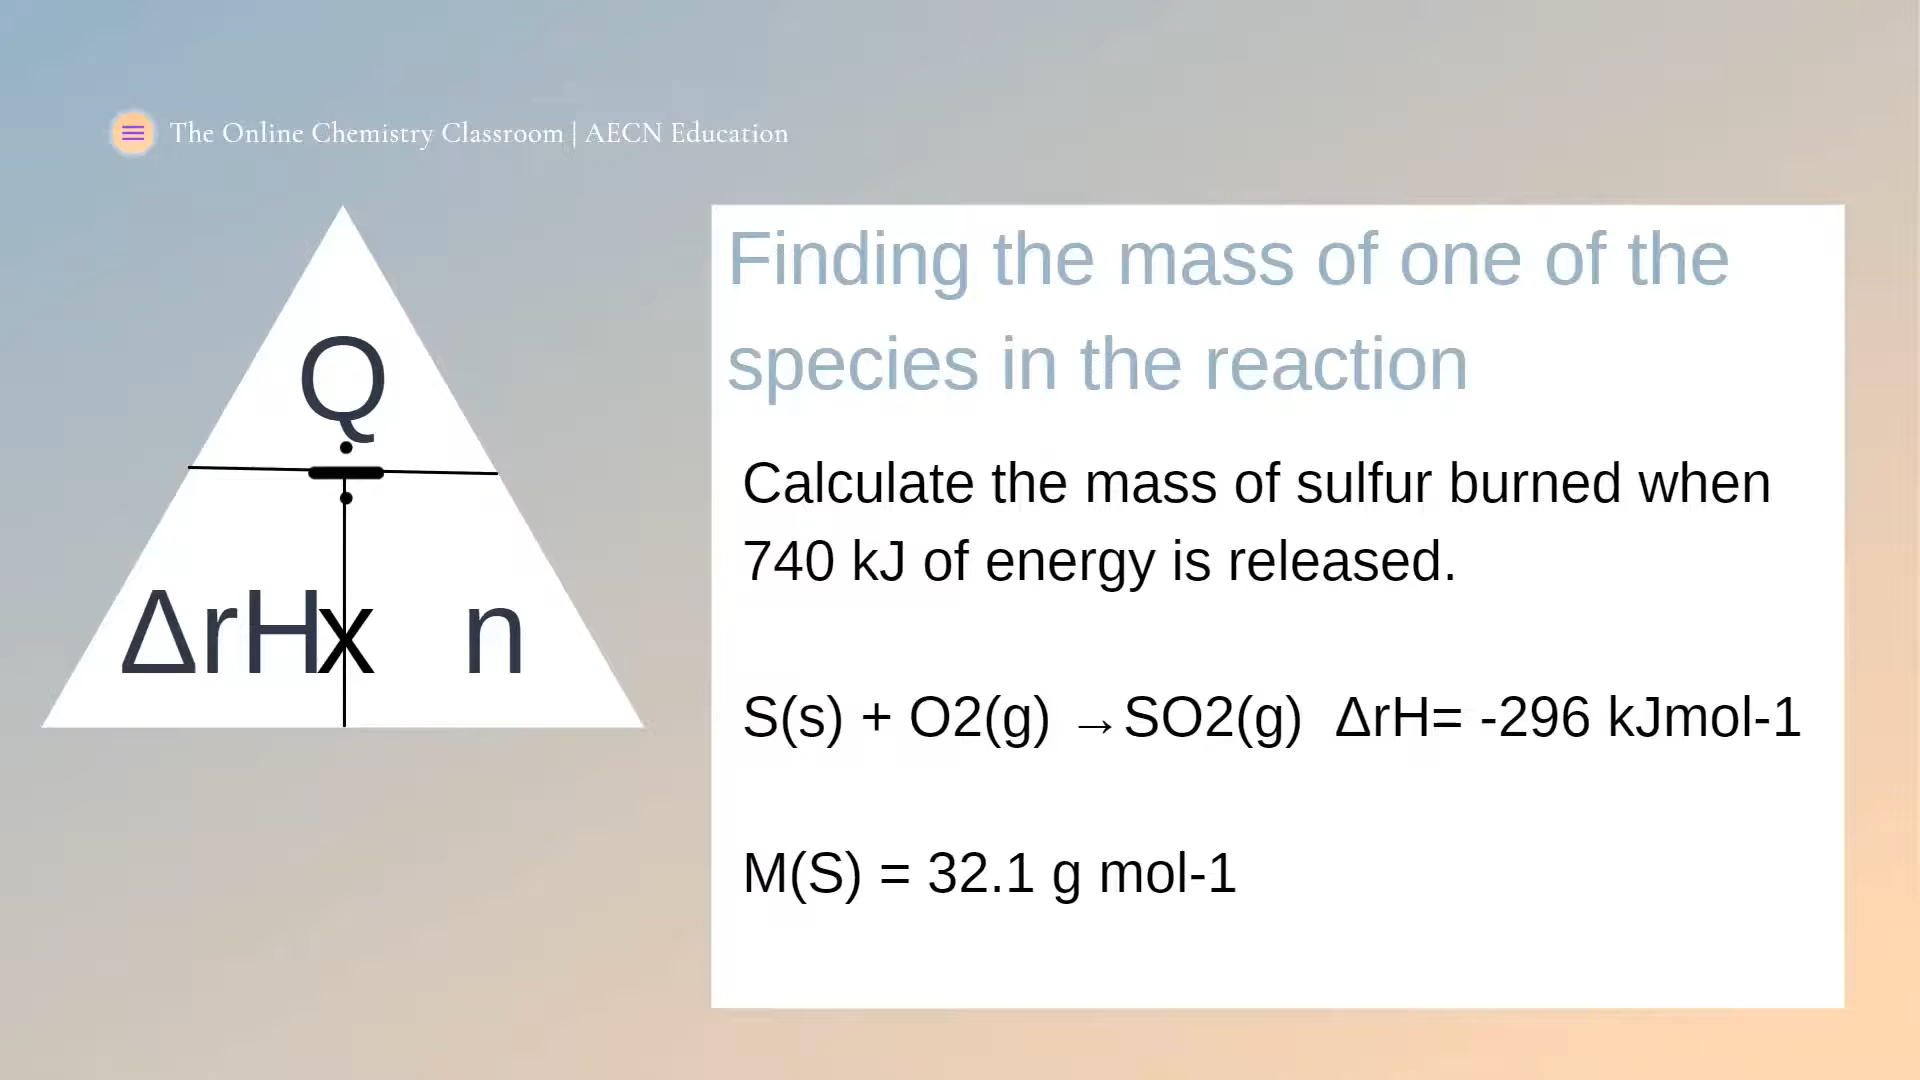 The Online Chemistry Classroom | AECN Education
Q
ΔrH x n
Finding the mass of one of the
species in the reaction
Calculate the mass of sulfur burned when
740 kJ of energy is released.
S(s) + O2(g) →SO2(g) ΔrH= -296 kJmol-1
M(S) = 32.1 g mol-1